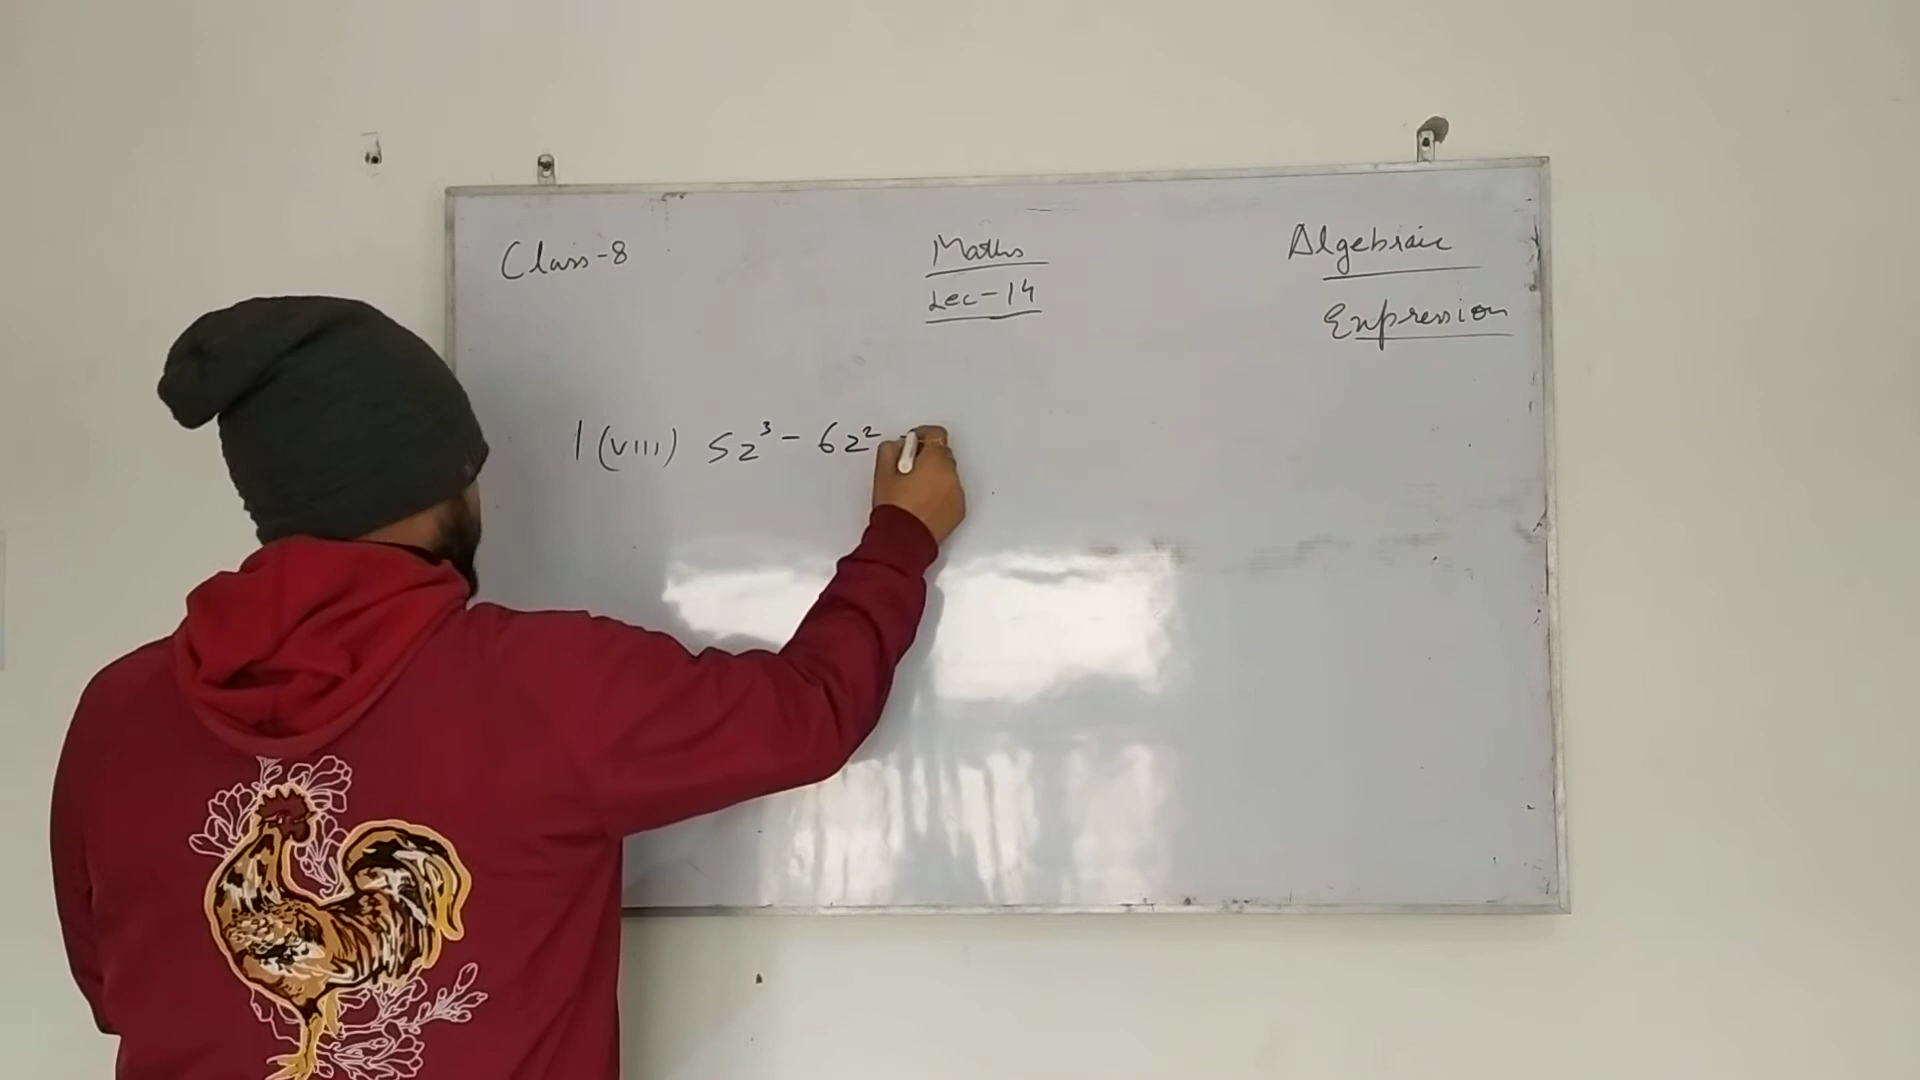 Class-8
Maths
Lec-14
Algebraic
Expression
1 (VIII) 5z³ - 6z²